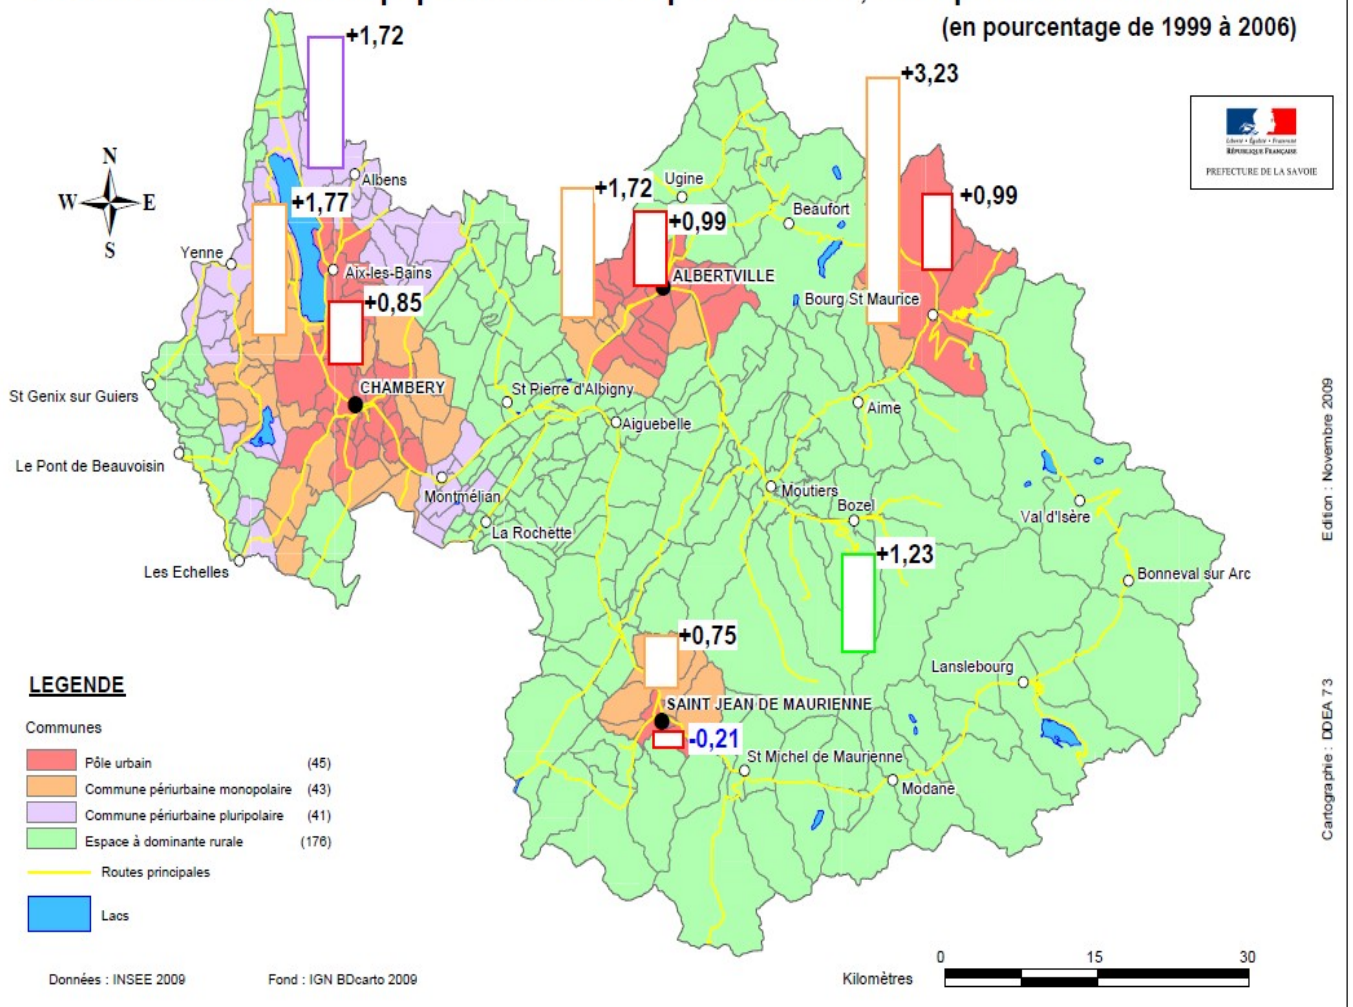 (en pourcentage de 1999 à 2006)
+1,72
+3,23
RÉPUBLIQUE FRANÇAISE
PREFECTURE DE LA SAVOIE
N
W E
S
Albens
+1,77
+1,72
Ugine
+0,99
+0,99
Beaufort
Yenne
Aix-les-Bains
ALBERTVILLE
+0,85
Bourg St Maurice
St Genix sur Guiers
CHAMBERY
St Pierre d'Albigny
Aime
Aiguebelle
Le Pont de Beauvoisin
Montmélian
Moutiers
Bozel
Val d'Isère
La Rochette
Les Echelles
+1,23
Bonneval sur Arc
+0,75
Lanslebourg
SAINT JEAN DE MAURIENNE
-0,21
St Michel de Maurienne
Modane
LEGENDE
Communes
Pôle urbain (45)
Commune périurbaine monopolaire (43)
Commune périurbaine pluripolaire (41)
Espace à dominante rurale (176)
Routes principales
Lacs
Données : INSEE 2009 Fond : IGN BDcarto 2009
Kilomètres 0 15 30
Edition : Novembre 2009
Cartographie : DDEA 73